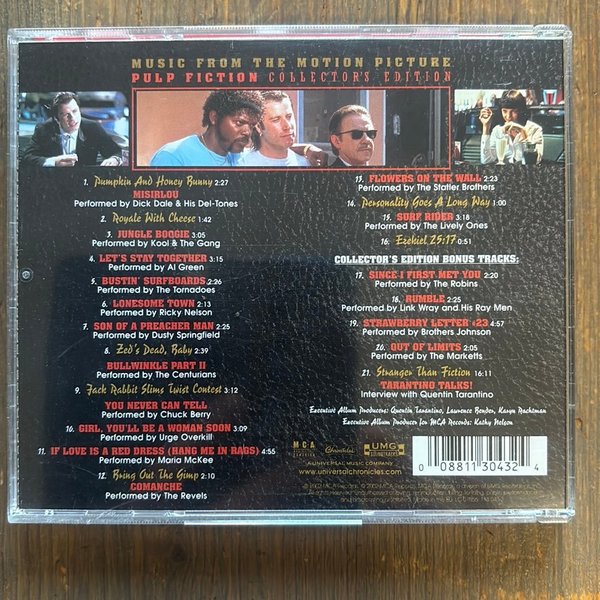 MUSIC FROM THE MOTION PICTURE
PULP FICTION COLLECTOR'S EDITION
1. Pumpkin And Honey Bunny 2:27
MISIRLOU
Performed by Dick Dale & His Del-Tones
2. Royale With Cheese 1:42
3. JUNGLE BOOGIE 3:05
Performed by Kool & The Gang
4. LET'S STAY TOGETHER 3:15
Performed by Al Green
5. BUSTIN' SURFBOARDS 2:26
Performed by The Tornadoes
6. LONESOME TOWN 2:13
Performed by Ricky Nelson
7. SON OF A PREACHER MAN 2:25
Performed by Dusty Springfield
8. Zed's Dead, Baby 2:39
BULLWINKLE PART II
Performed by The Centurians
9. Jack Rabbit Slims Twist Contest 3:12
YOU NEVER CAN TELL
Performed by Chuck Berry
10. GIRL, YOU'LL BE A WOMAN SOON 3:09
Performed by Urge Overkill
11. IF LOVE IS A RED DRESS (HANG ME IN RAGS) 4:55
Performed by Maria McKee
12. Bring Out The Gimp 2:10
COMANCHE
Performed by The Revels
13. FLOWERS ON THE WALL 2:23
Performed by The Statler Brothers
14. Personality Goes A Long Way 1:00
15. SURF RIDER 3:18
Performed by The Lively Ones
16. Ezekiel 25:17 0:51
COLLECTOR'S EDITION BONUS TRACKS:
17. SINCE I FIRST MET YOU 2:20
Performed by The Robins
18. RUMBLE 2:25
Performed by Link Wray and His Ray Men
19. STRAWBERRY LETTER #23 4:57
Performed by Brothers Johnson
20. OUT OF LIMITS 2:05
Performed by The Marketts
21. Stranger Than Fiction 16:11
TARANTINO TALKS!
Interview with Quentin Tarantino
Executive Album Producers: Quentin Tarantino, Lawrence Bender, Karyn Rachtman
Executive Album Producer for MCA Records: Kathy Nelson
MCA
Chronicles
UMG
SOUNDTRACKS
A UNIVERSAL MUSIC COMPANY
www.universalchronicles.com
0 08811 30432 4